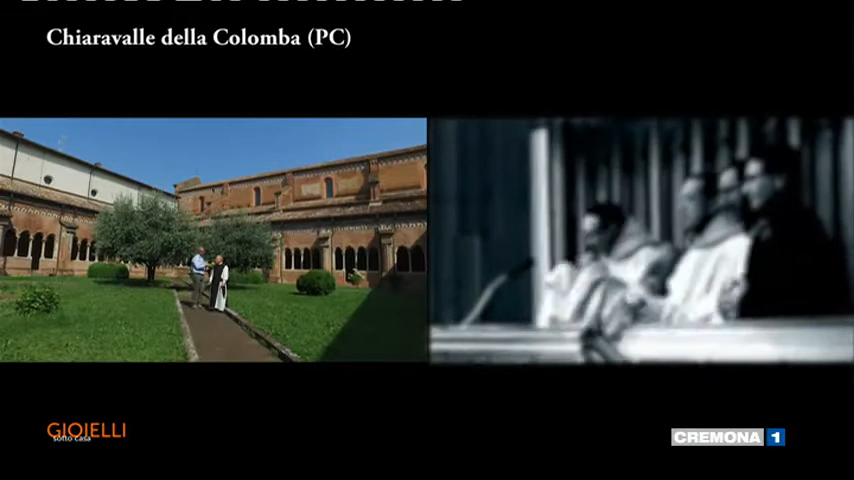 Chiaravalle della Colomba (PC)
GIOIELLI
sotto casa
CREMONA 1